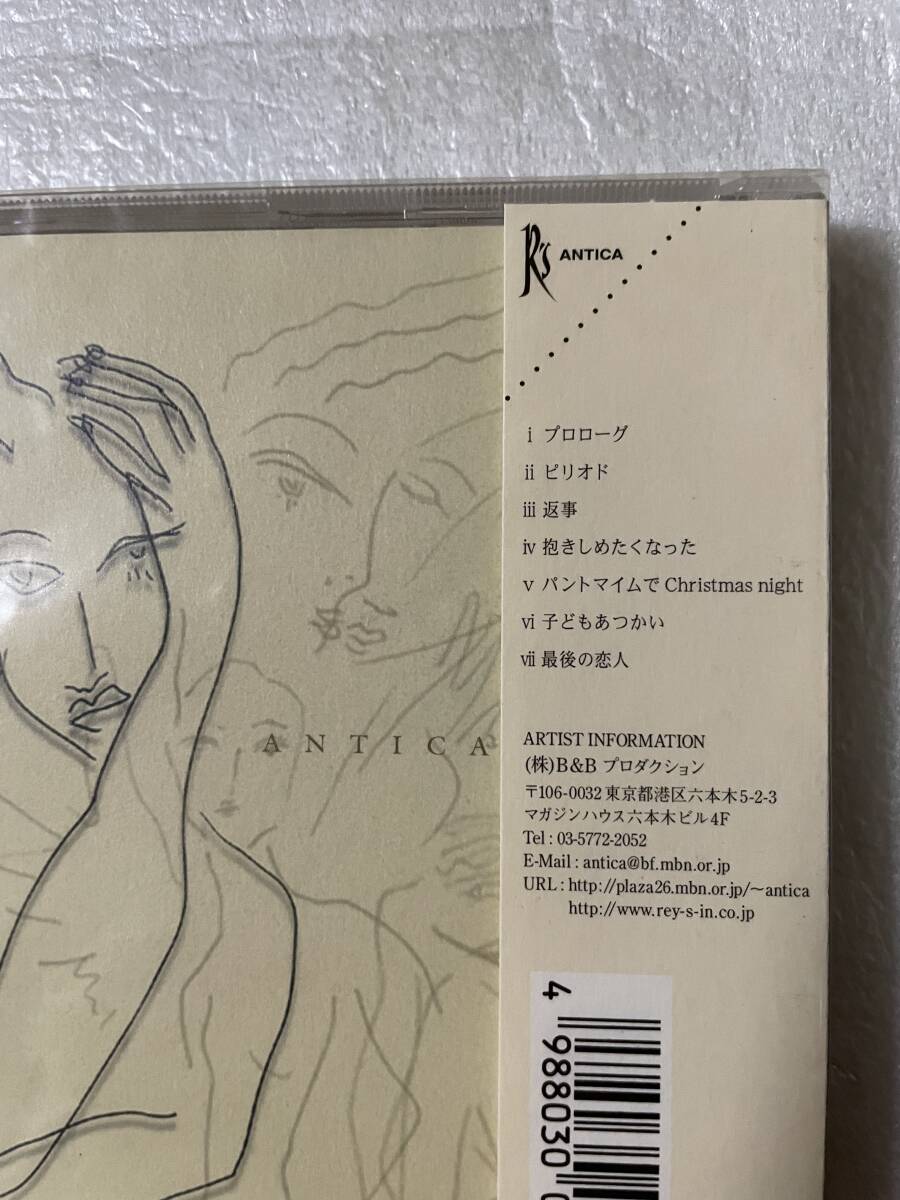 R's ANTICA
i プロローグ
ii ピリオド
iii 返事
iv 抱きしめたくなった
v パントマイムで Christmas night
vi 子どもあつかい
vii 最後の恋人
ANTICA
ARTIST INFORMATION
(株)B&B プロダクション
〒106-0032 東京都港区六本木5-2-3
マガジンハウス六本木ビル4F
Tel : 03-5772-2052
E-Mail : antica@bf.mbn.or.jp
URL : http://plaza26.mbn.or.jp/～antica
http://www.rey-s-in.co.jp
4 988030